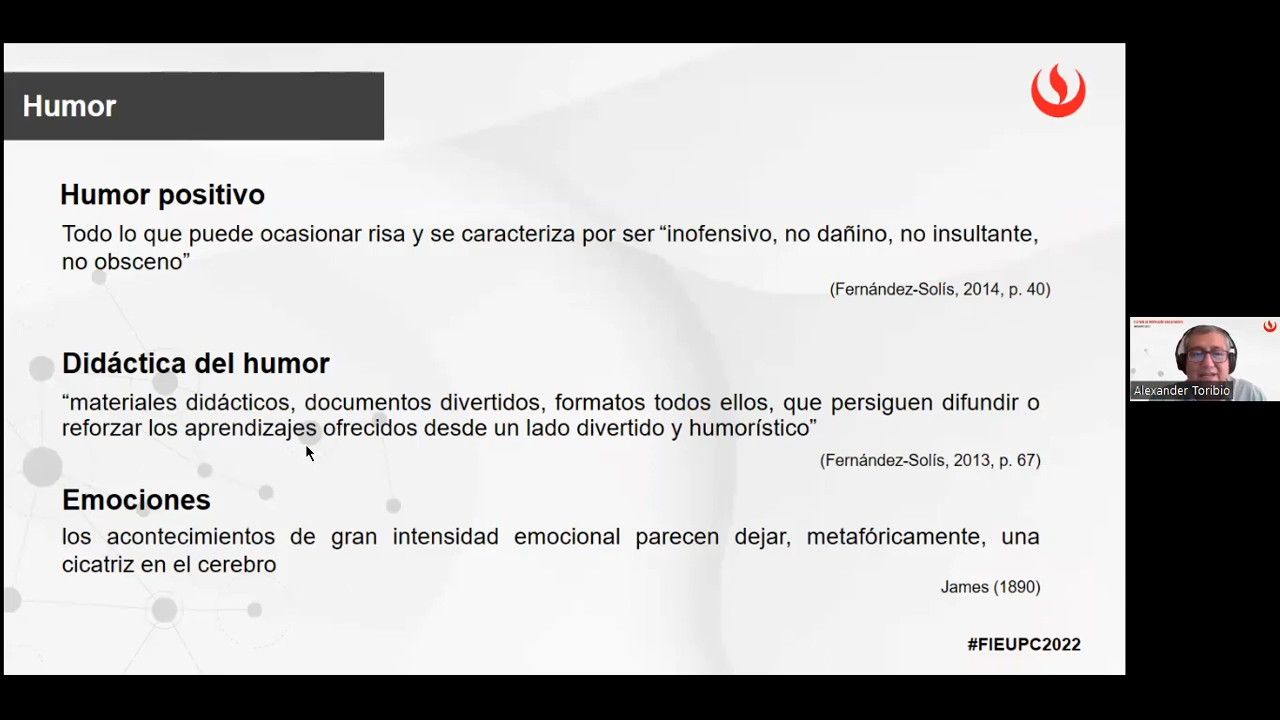 Humor
Humor positivo
Todo lo que puede ocasionar risa y se caracteriza por ser “inofensivo, no dañino, no insultante,
no obsceno”
(Fernández-Solís, 2014, p. 40)
Didáctica del humor
“materiales didácticos, documentos divertidos, formatos todos ellos, que persiguen difundir o
reforzar los aprendizajes ofrecidos desde un lado divertido y humorístico”
(Fernández-Solís, 2013, p. 67)
Emociones
los acontecimientos de gran intensidad emocional parecen dejar, metafóricamente, una
cicatriz en el cerebro
James (1890)
#FIEUPC2022
Alexander Toribio